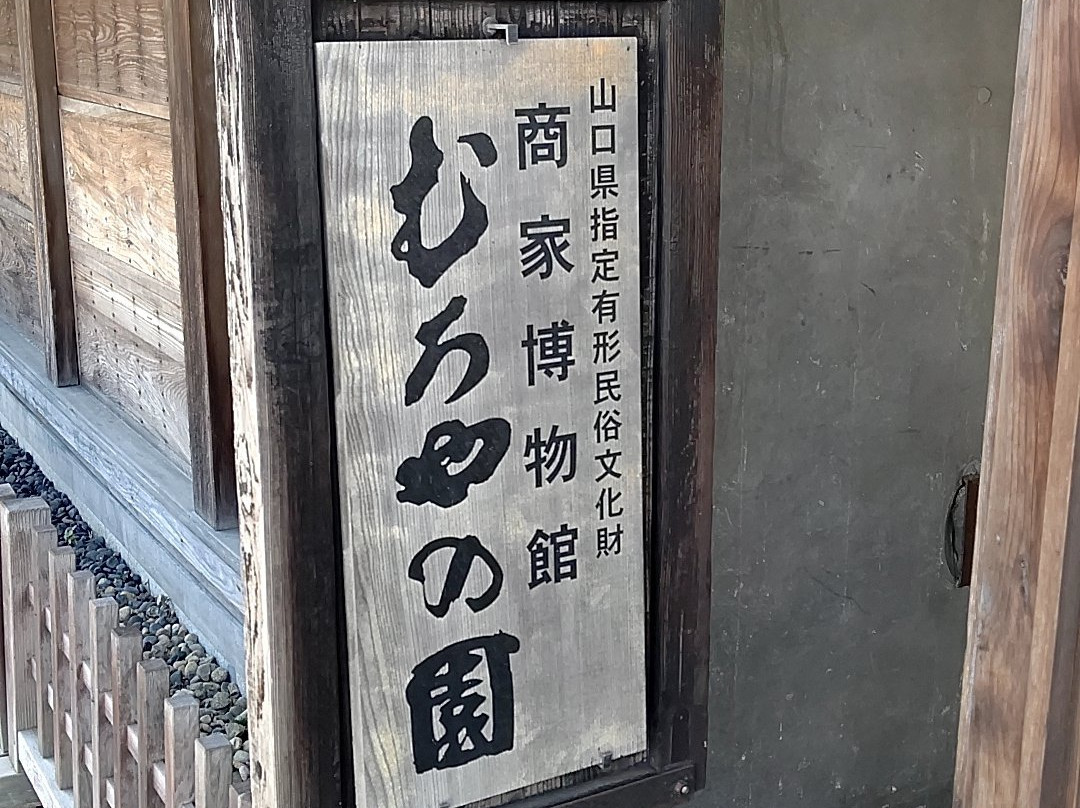 山口県指定有形民俗文化財
商家博物館
むろやの園